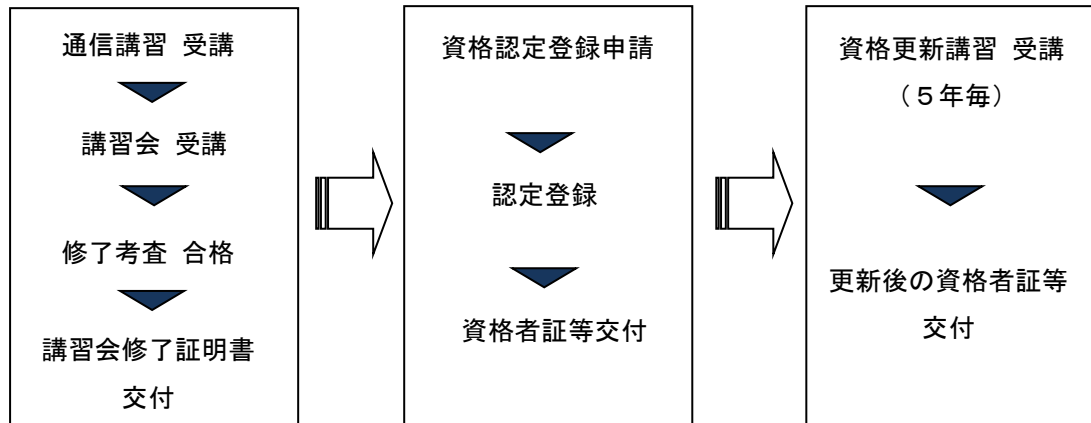 通信講習 受講
講習会 受講
修了考査 合格
講習会修了証明書
交付
資格認定登録申請
認定登録
資格者証等交付
資格更新講習 受講
（５年毎）
更新後の資格者証等
交付